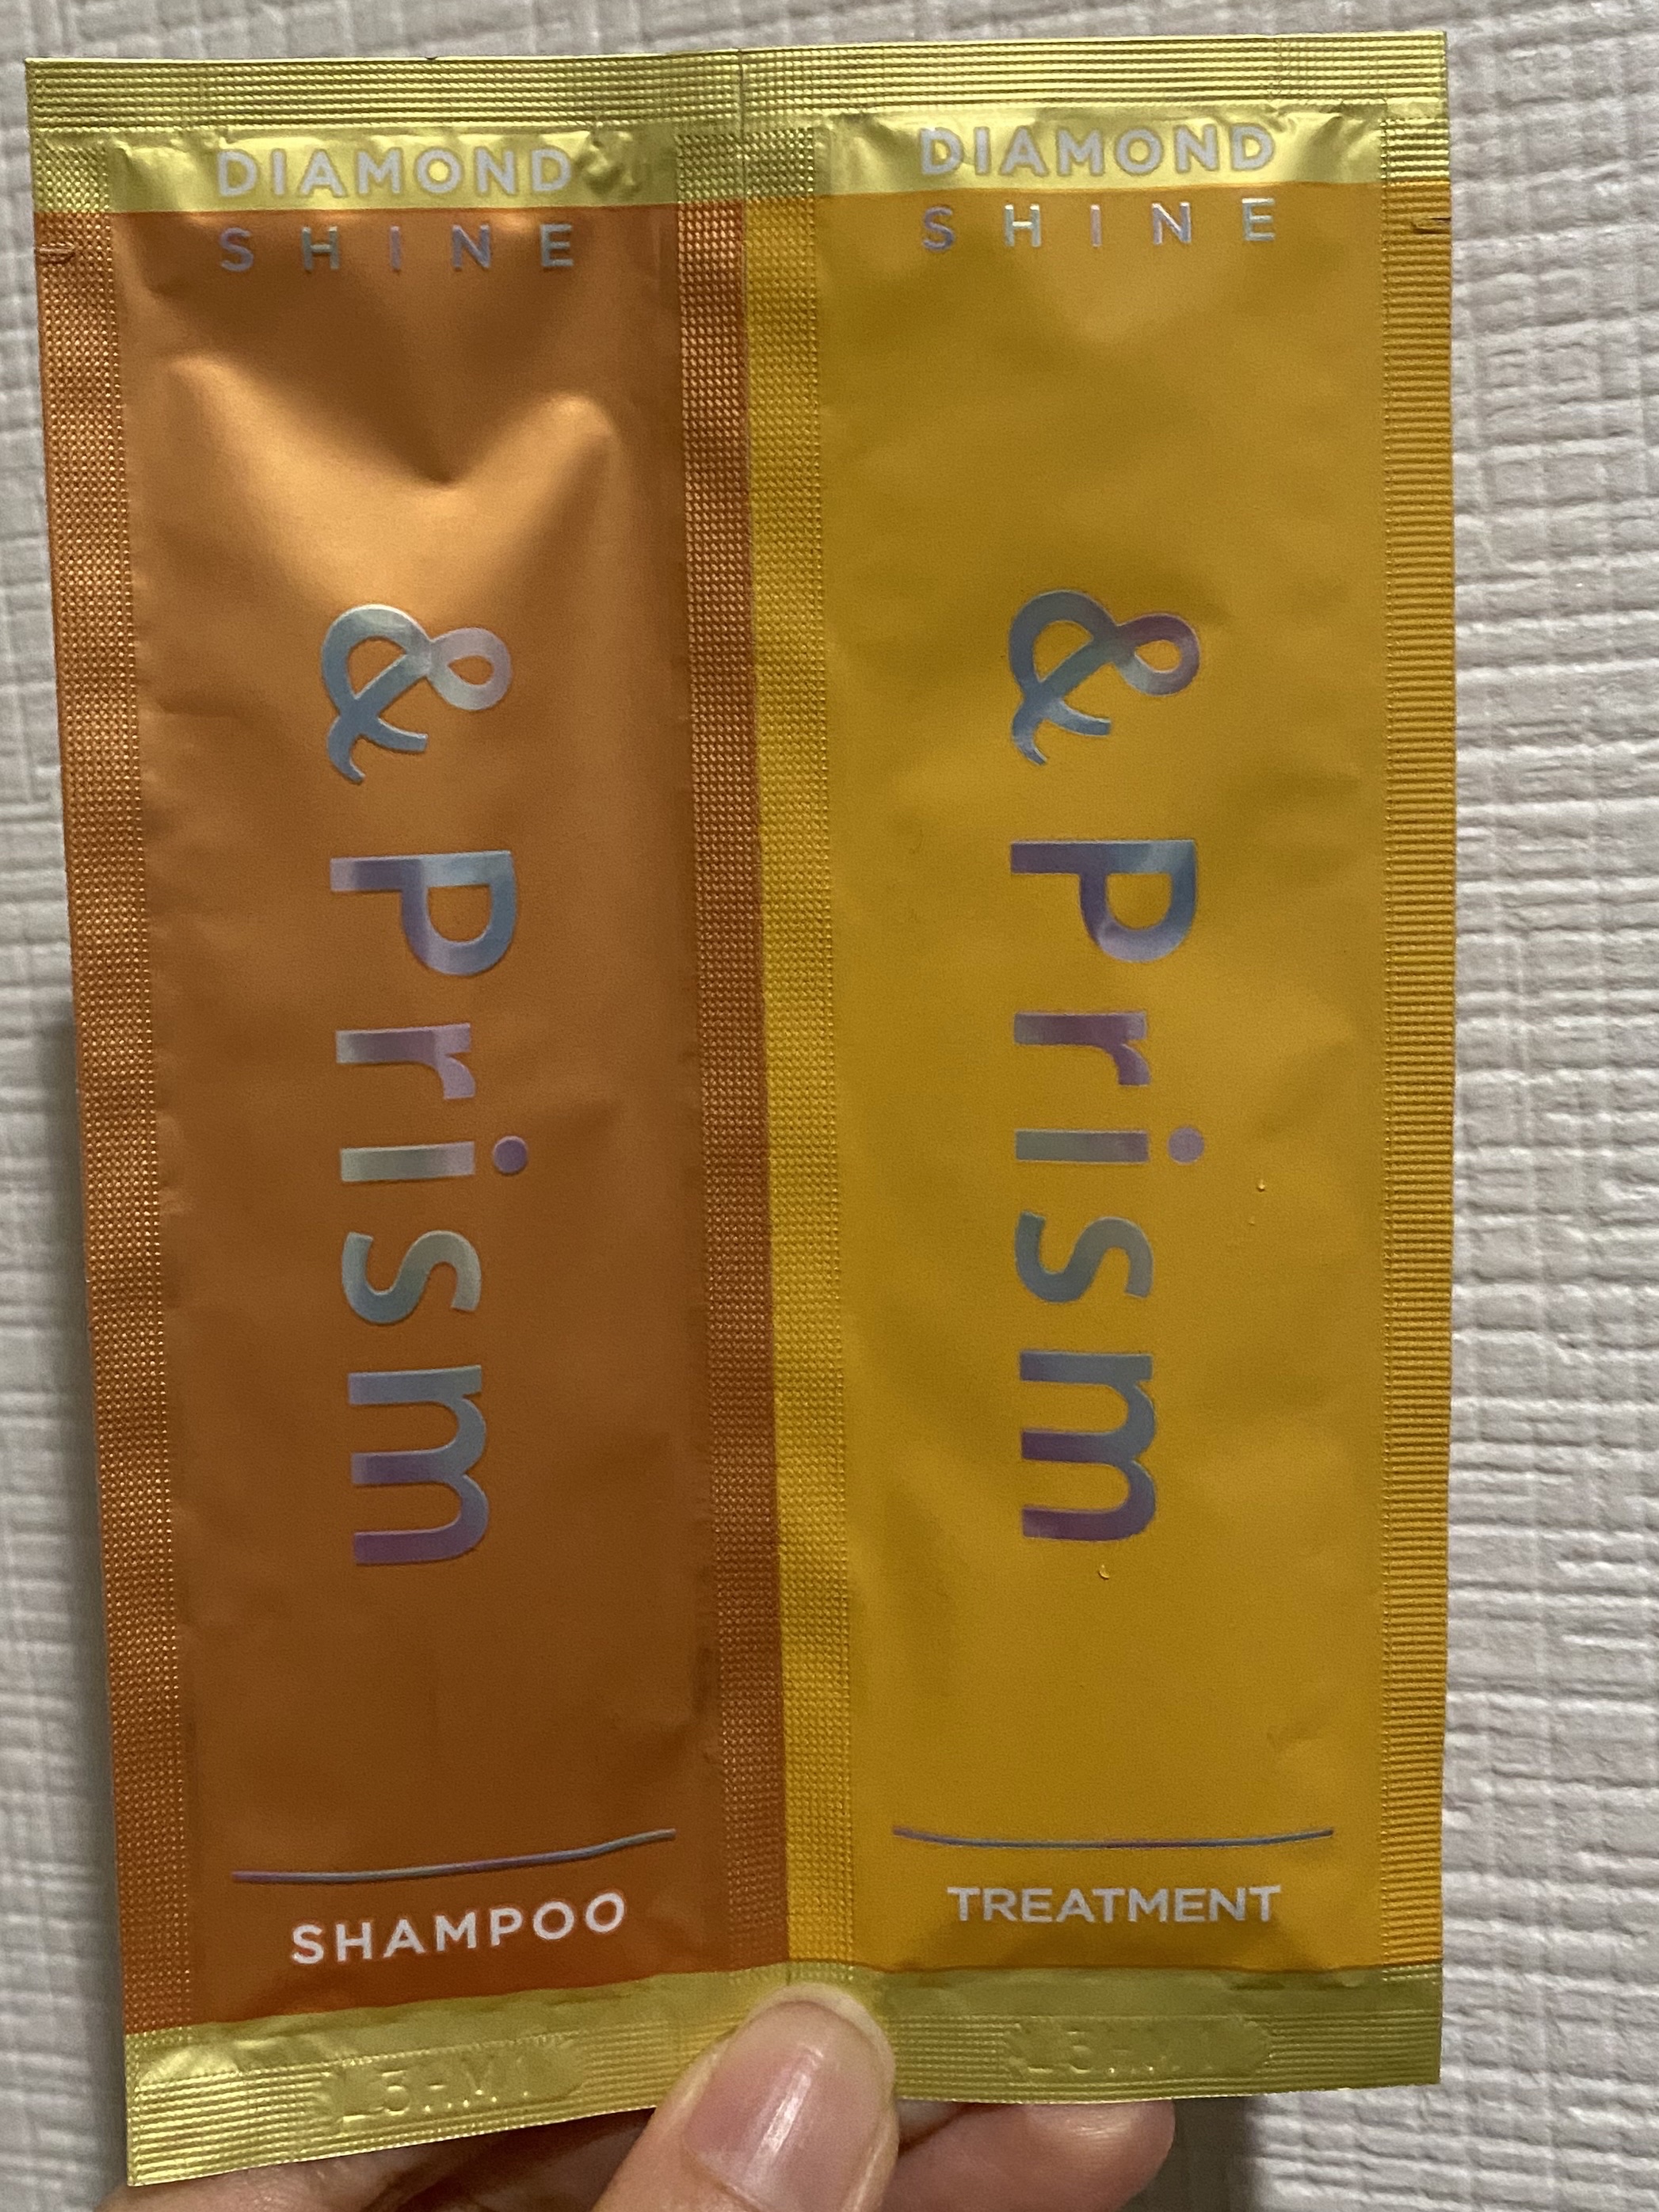 DIAMOND
SHINE
& Prism
SHAMPOO
DIAMOND
SHINE
& Prism
TREATMENT